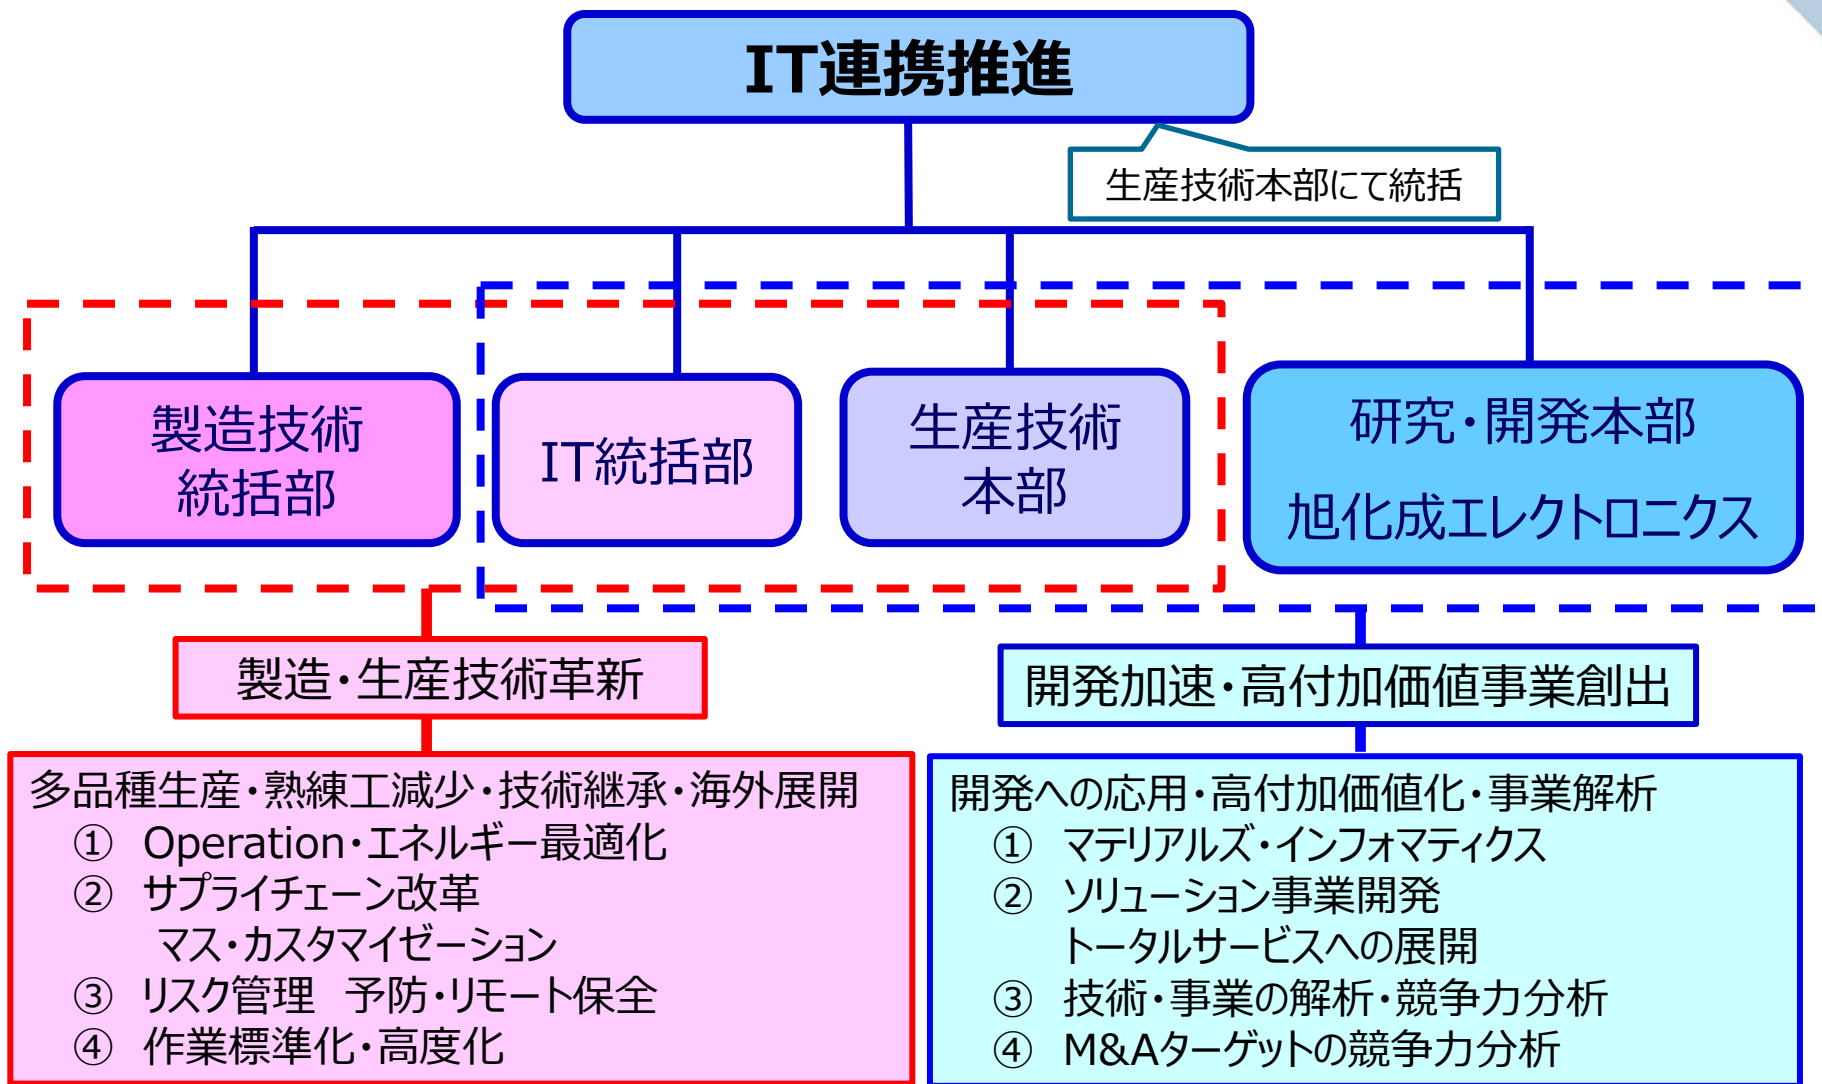 IT連携推進
生産技術本部にて統括
製造技術
統括部
IT統括部
生産技術
本部
研究・開発本部
旭化成エレクトロニクス
製造・生産技術革新
開発加速・高付加価値事業創出
多品種生産・熟練工減少・技術継承・海外展開
① Operation・エネルギー最適化
② サプライチェーン改革
マス・カスタマイゼーション
③ リスク管理 予防・リモート保全
④ 作業標準化・高度化
開発への応用・高付加価値化・事業解析
① マテリアルズ・インフォマティクス
② ソリューション事業開発
トータルサービスへの展開
③ 技術・事業の解析・競争力分析
④ M&Aターゲットの競争力分析